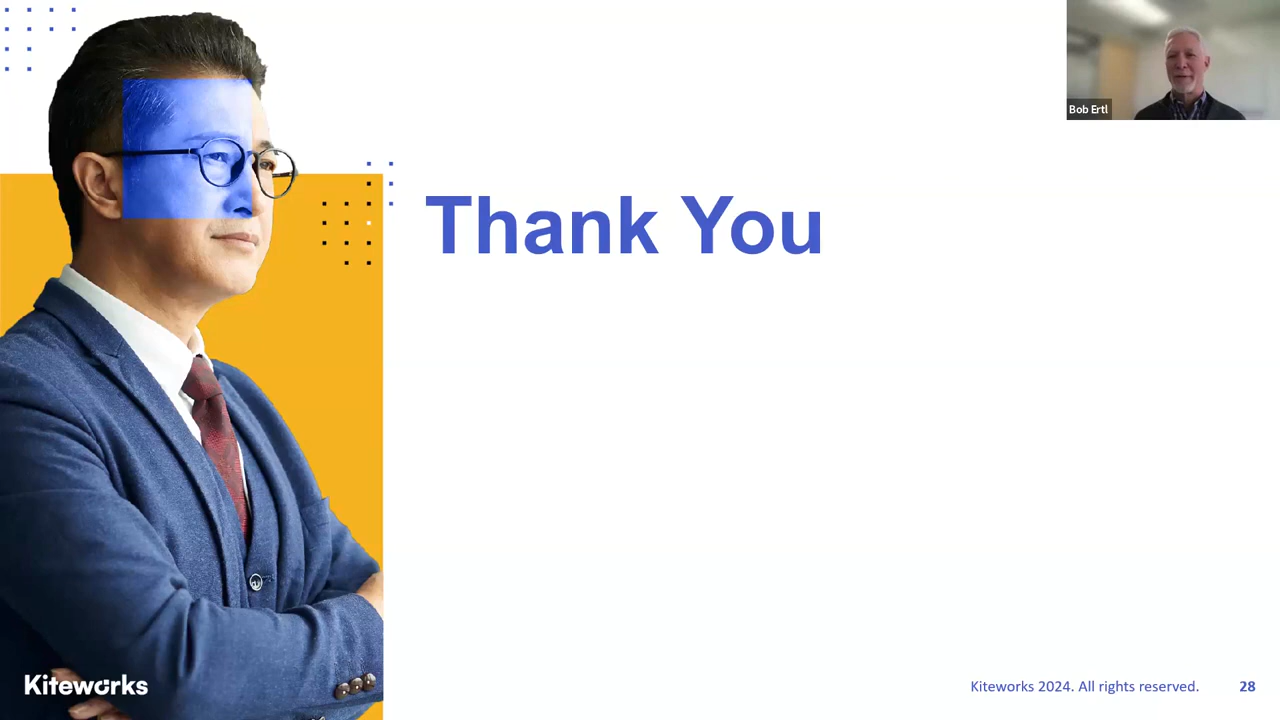 Bob Ertl
Thank You
Kiteworks
Kiteworks 2024. All rights reserved.
28